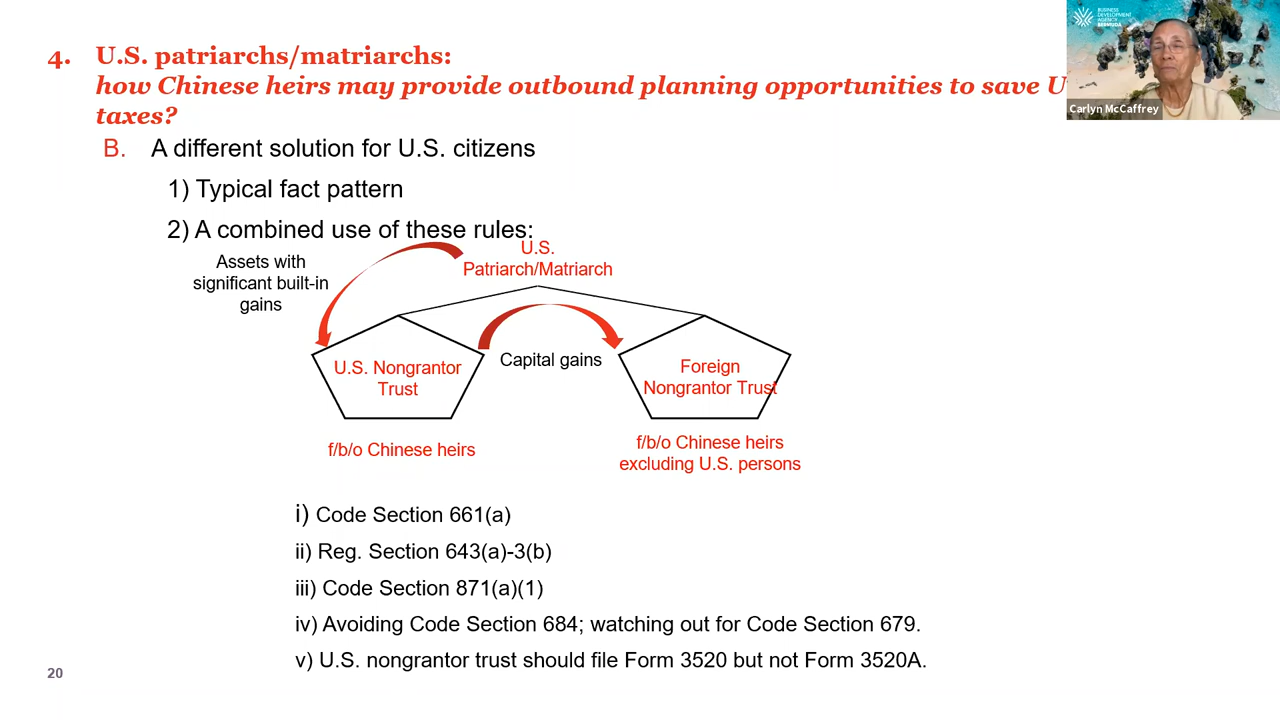 4. U.S. patriarchs/matriarchs:
how Chinese heirs may provide outbound planning opportunities to save U
taxes?
BUSINESS
DEVELOPMENT
AGENCY
BERMUDA
Carlyn McCaffrey
B. A different solution for U.S. citizens
1) Typical fact pattern
2) A combined use of these rules:
Assets with
significant built-in
gains
U.S.
Patriarch/Matriarch
U.S. Nongrantor
Trust
Capital gains
Foreign
Nongrantor Trust
f/b/o Chinese heirs
f/b/o Chinese heirs
excluding U.S. persons
i) Code Section 661(a)
ii) Reg. Section 643(a)-3(b)
iii) Code Section 871(a)(1)
iv) Avoiding Code Section 684; watching out for Code Section 679.
v) U.S. nongrantor trust should file Form 3520 but not Form 3520A.
20